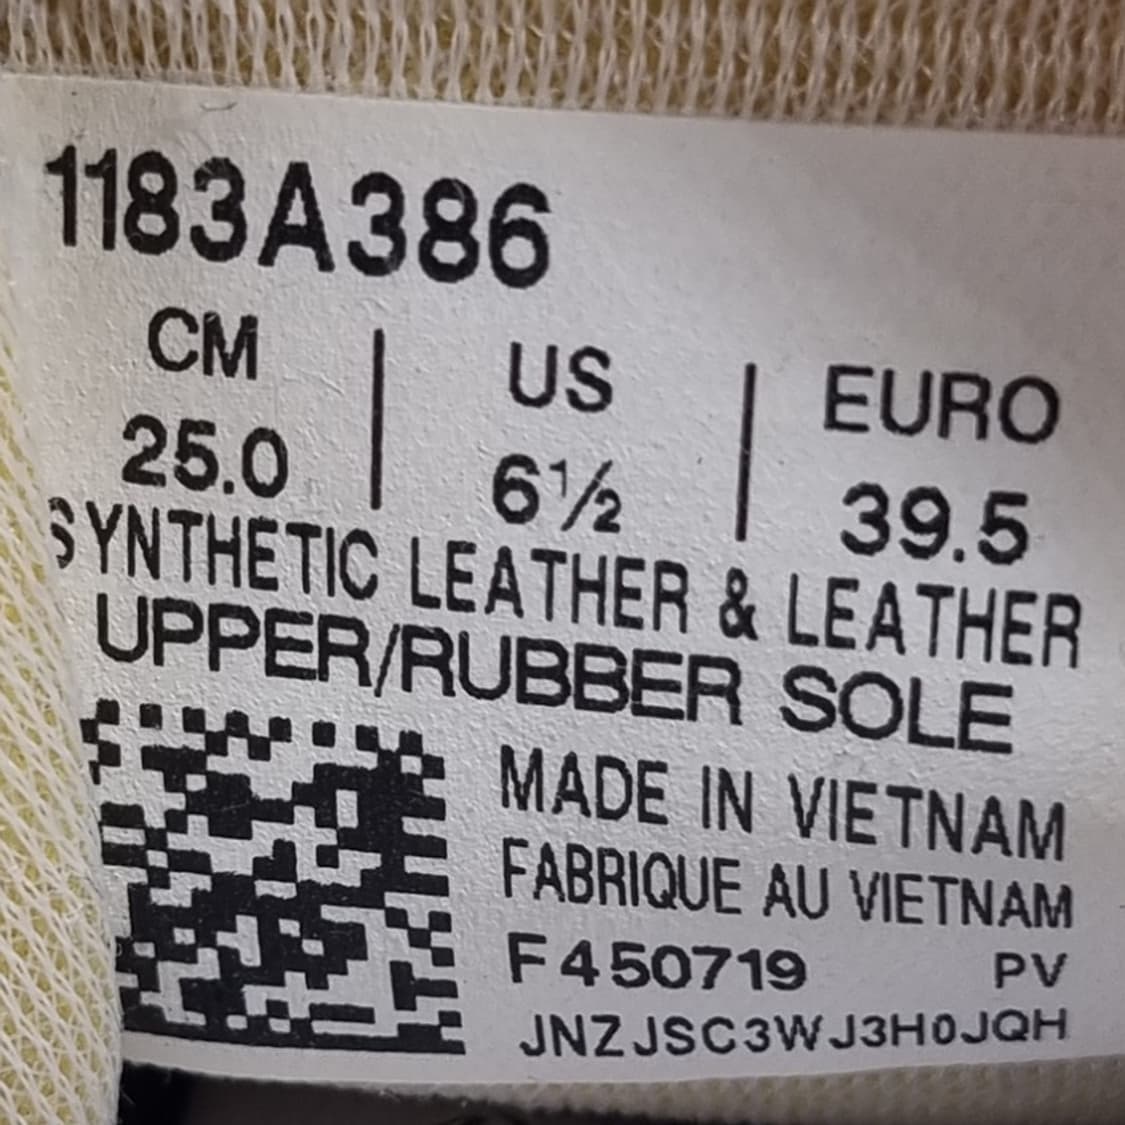 1183A386
CM | US | EURO
25.0 | 6½ | 39.5
SYNTHETIC LEATHER & LEATHER
UPPER/RUBBER SOLE
MADE IN VIETNAM
FABRIQUE AU VIETNAM
F450719 PV
JNZJSC3WJ3H0JQH